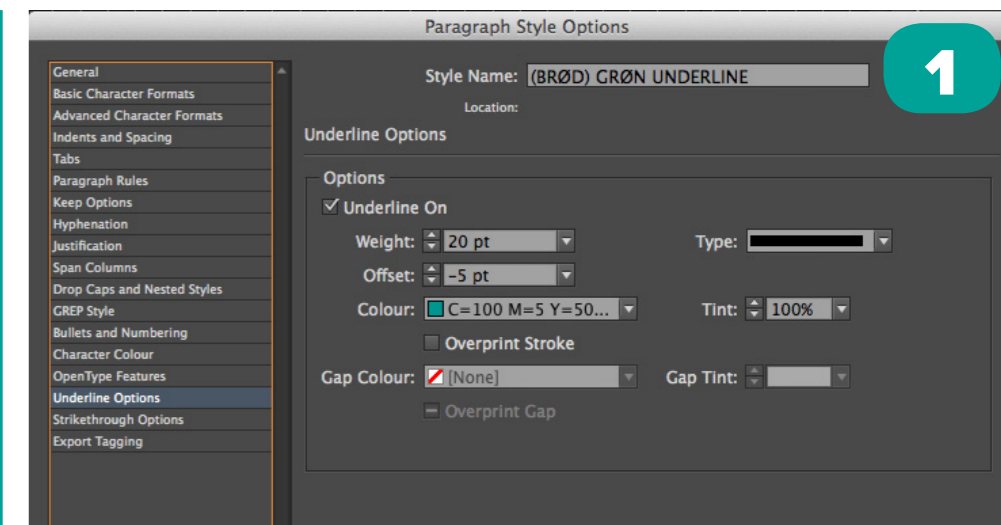 Paragraph Style Options
1
General
Basic Character Formats
Advanced Character Formats
Indents and Spacing
Tabs
Paragraph Rules
Keep Options
Hyphenation
Justification
Span Columns
Drop Caps and Nested Styles
GREP Style
Bullets and Numbering
Character Colour
OpenType Features
Underline Options
Strikethrough Options
Export Tagging
Style Name: (BRØD) GRØN UNDERLINE
Location:
Underline Options
Options
Underline On
Weight: 20 pt Type:
Offset: -5 pt
Colour: C=100 M=5 Y=50... Tint: 100%
Overprint Stroke
Gap Colour: [None] Gap Tint:
Overprint Gap